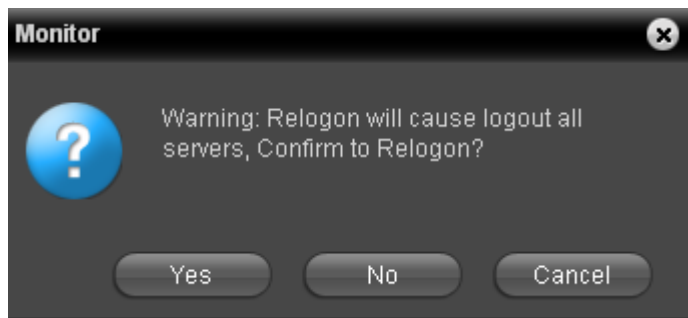 Monitor
Warning: Relogon will cause logout all
servers, Confirm to Relogon?
Yes No Cancel